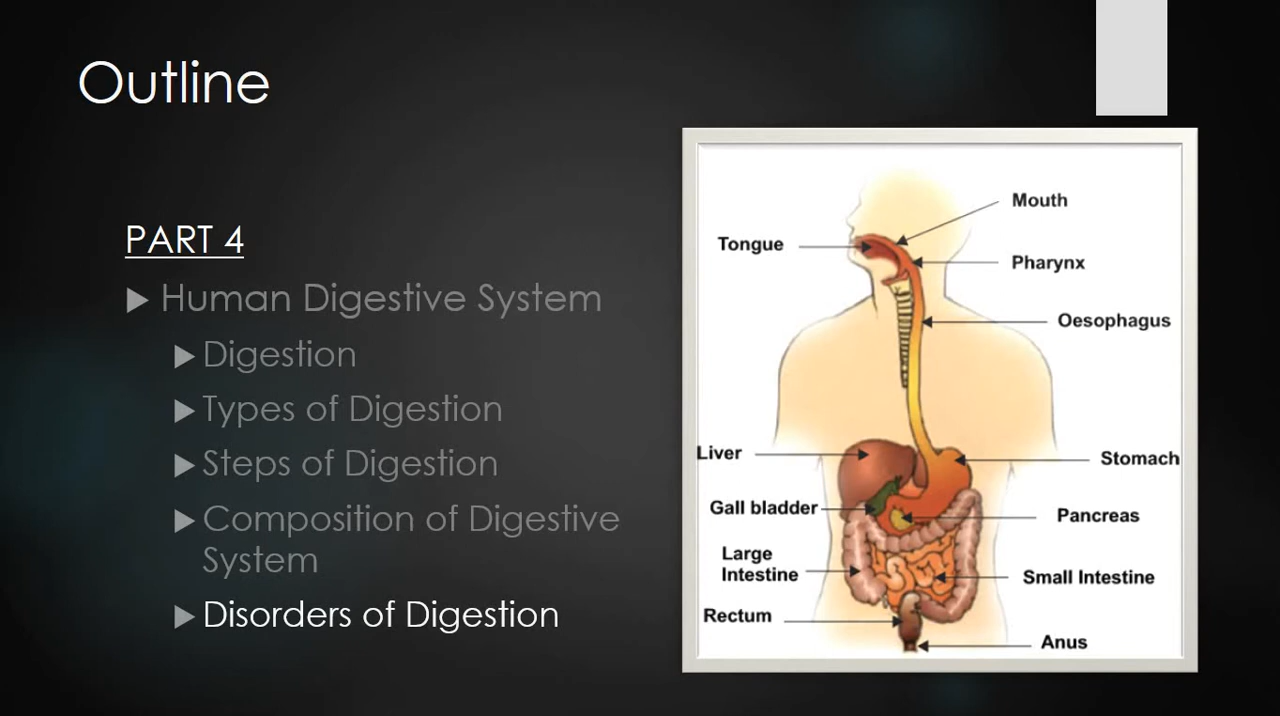 Outline
PART 4
Human Digestive System
Digestion
Types of Digestion
Steps of Digestion
Composition of Digestive
System
Disorders of Digestion
Mouth
Tongue
Pharynx
Oesophagus
Liver
Stomach
Gall bladder
Pancreas
Large
Intestine
Small Intestine
Rectum
Anus